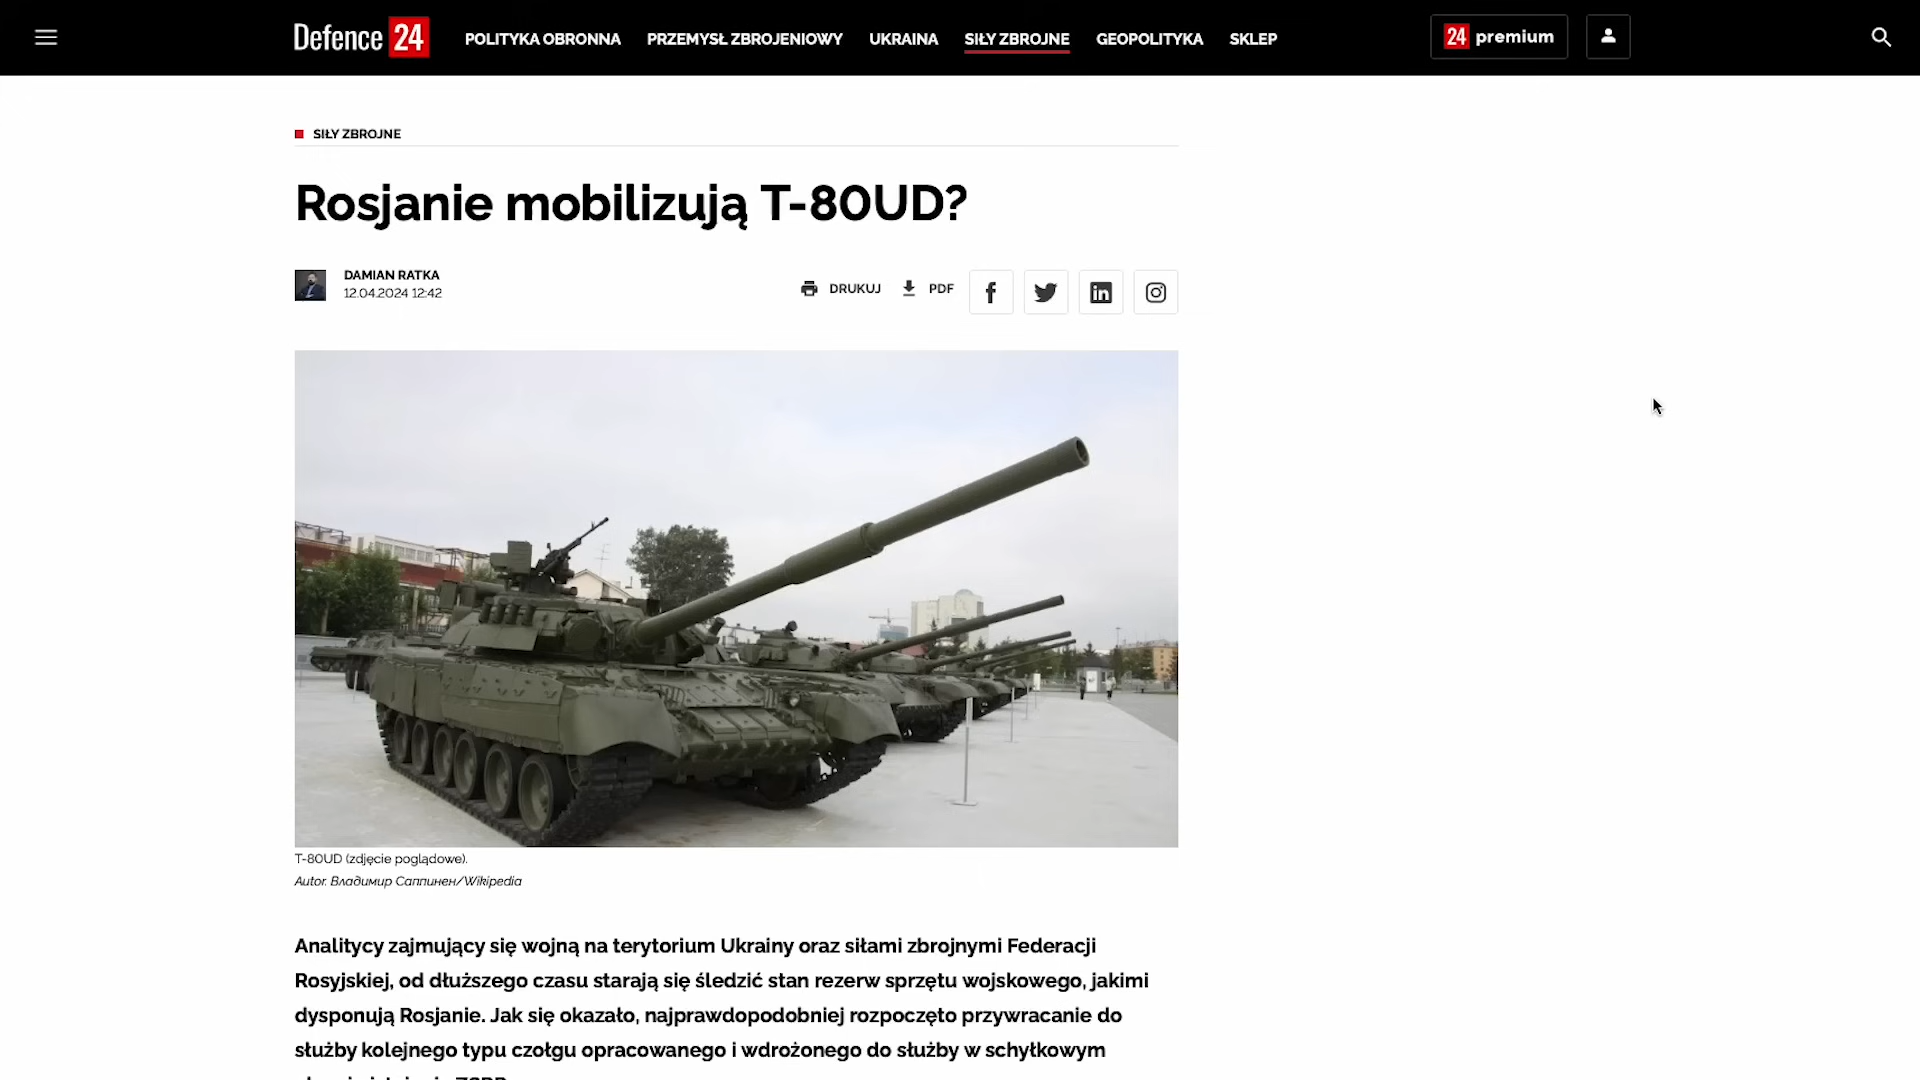 Defence 24
POLITYKA OBRONNA PRZEMYSŁ ZBROJENIOWY UKRAINA SIŁY ZBROJNE GEOPOLITYKA SKLEP
24 premium
SIŁY ZBROJNE
Rosjanie mobilizują T-80UD?
DAMIAN RATKA
12.04.2024 12:42
DRUKUJ PDF
T-80UD (zdjęcie poglądowe).
Autor. Владимир Саппинен/Wikipedia
Analitycy zajmujący się wojną na terytorium Ukrainy oraz siłami zbrojnymi Federacji
Rosyjskiej, od dłuższego czasu starają się śledzić stan rezerw sprzętu wojskowego, jakimi
dysponują Rosjanie. Jak się okazało, najprawdopodobniej rozpoczęto przywracanie do
służby kolejnego typu czołgu opracowanego i wdrożonego do służby w schyłkowym